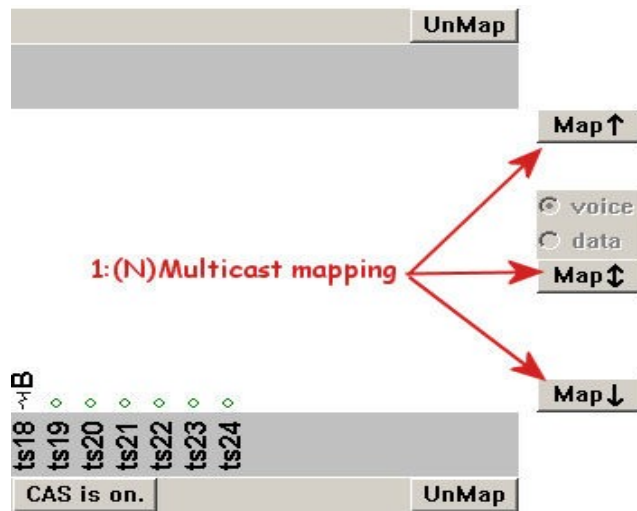 UnMap
Map↑
voice
data
1:(N)Multicast mapping
Map↕
Map↓
B
ts18
ts19
ts20
ts21
ts22
ts23
ts24
CAS is on.
UnMap